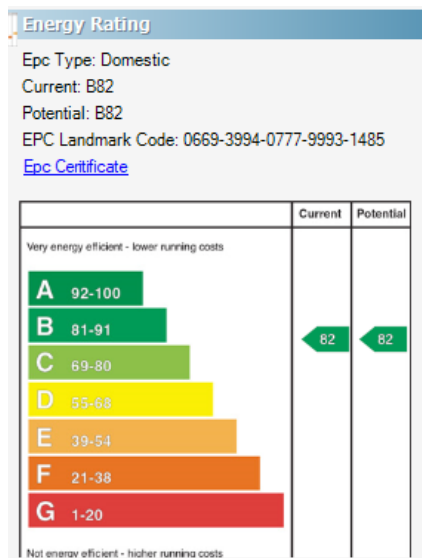 Energy Rating
Epc Type: Domestic
Current: B82
Potential: B82
EPC Landmark Code: 0669-3994-0777-9993-1485
Epc Ceritificate
Current Potential
Very energy efficient - lower running costs
A 92-100
B 81-91
82 82
C 69-80
D 55-68
E 39-54
F 21-38
G 1-20
Not energy efficient - higher running costs